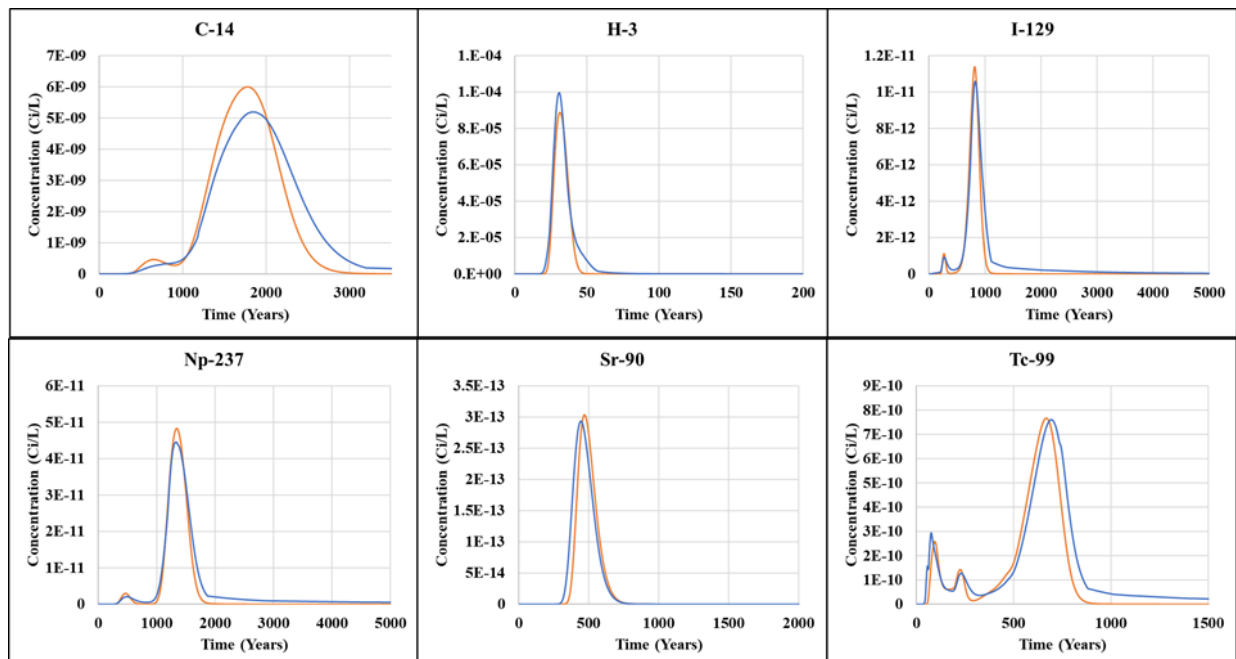 C-14
Concentration (Ci/L)
7E-09
6E-09
5E-09
4E-09
3E-09
2E-09
1E-09
0
0 1000 2000 3000
Time (Years)
H-3
Concentration (Ci/L)
1.E-04
1.E-04
8.E-05
6.E-05
4.E-05
2.E-05
0.E+00
0 50 100 150 200
Time (Years)
I-129
Concentration (Ci/L)
1.2E-11
1E-11
8E-12
6E-12
4E-12
2E-12
0
0 1000 2000 3000 4000 5000
Time (Years)
Np-237
Concentration (Ci/L)
6E-11
5E-11
4E-11
3E-11
2E-11
1E-11
0
0 1000 2000 3000 4000 5000
Time (Years)
Sr-90
Concentration (Ci/L)
3.5E-13
3E-13
2.5E-13
2E-13
1.5E-13
1E-13
5E-14
0
0 500 1000 1500 2000
Time (Years)
Tc-99
Concentration (Ci/L)
9E-10
8E-10
7E-10
6E-10
5E-10
4E-10
3E-10
2E-10
1E-10
0
0 500 1000 1500
Time (Years)